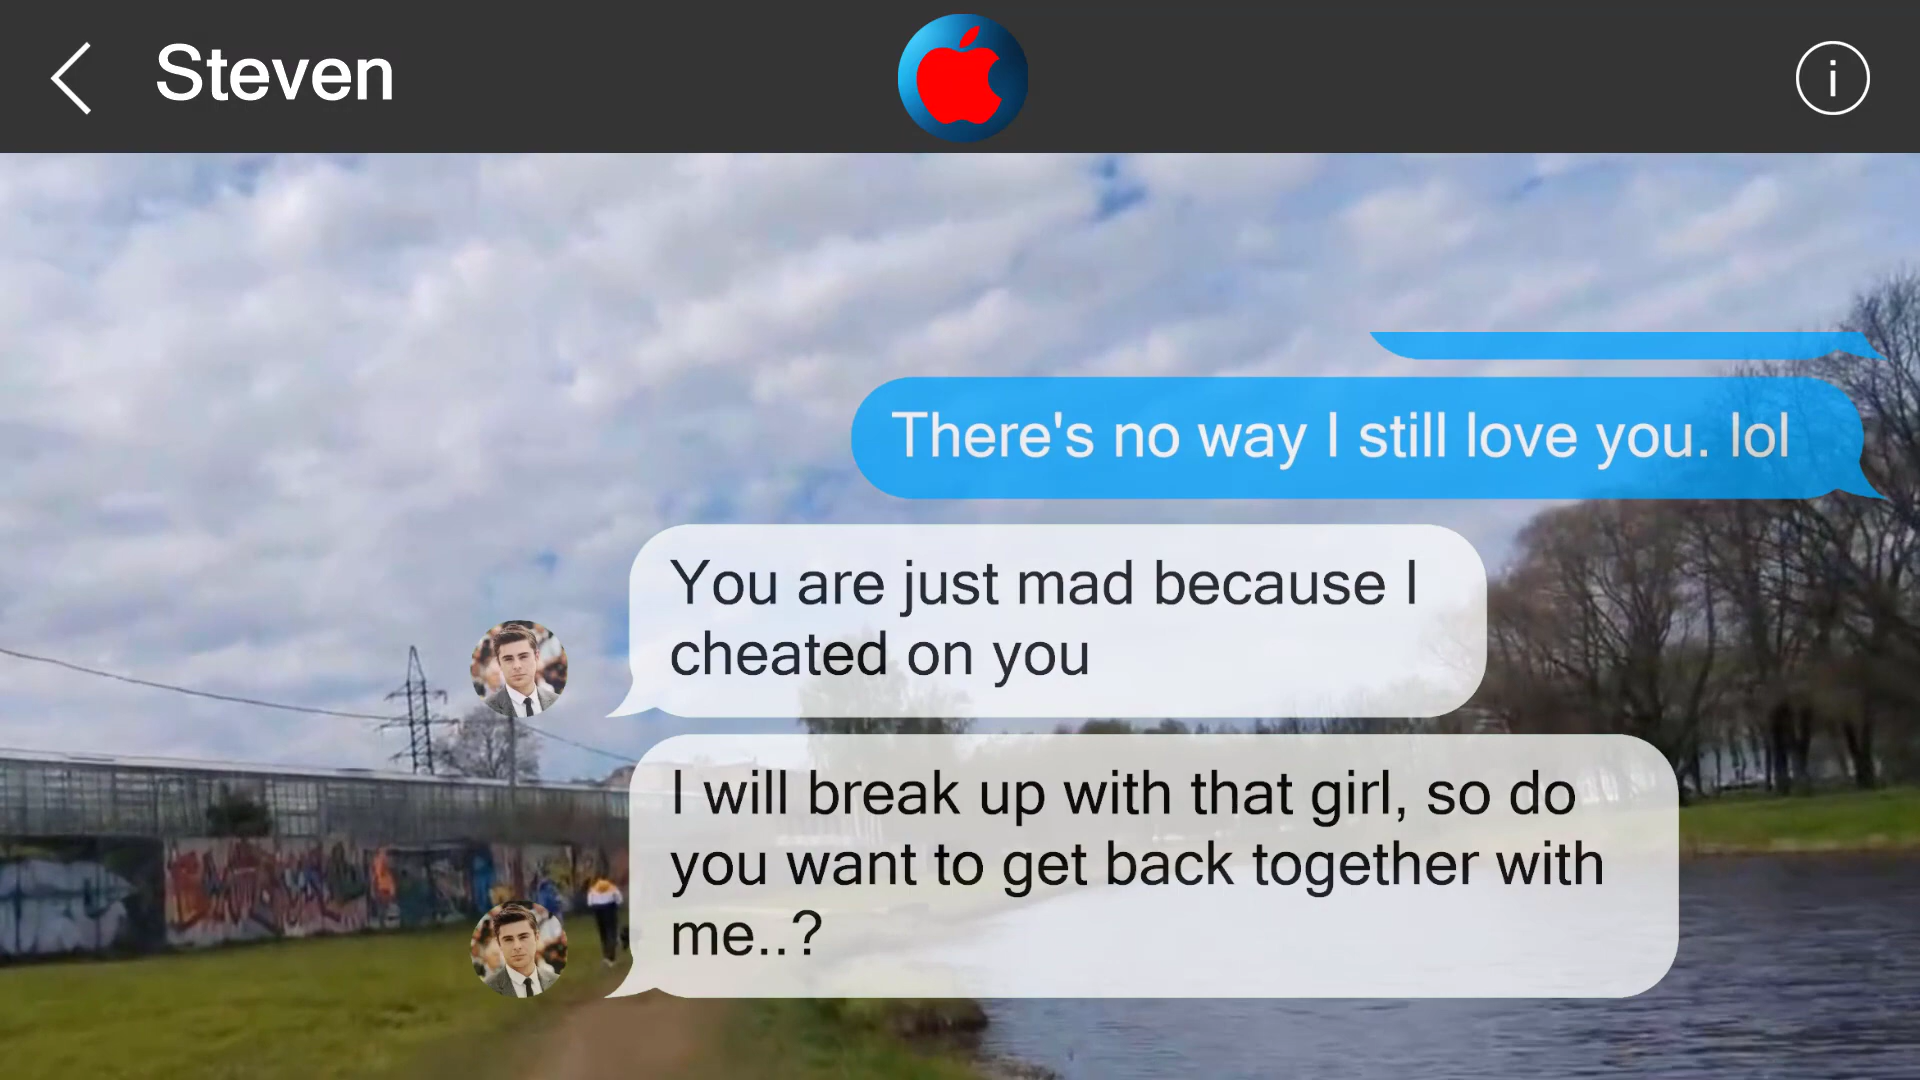 Steven
i
There's no way I still love you. lol
You are just mad because I
cheated on you
I will break up with that girl, so do
you want to get back together with
me..?